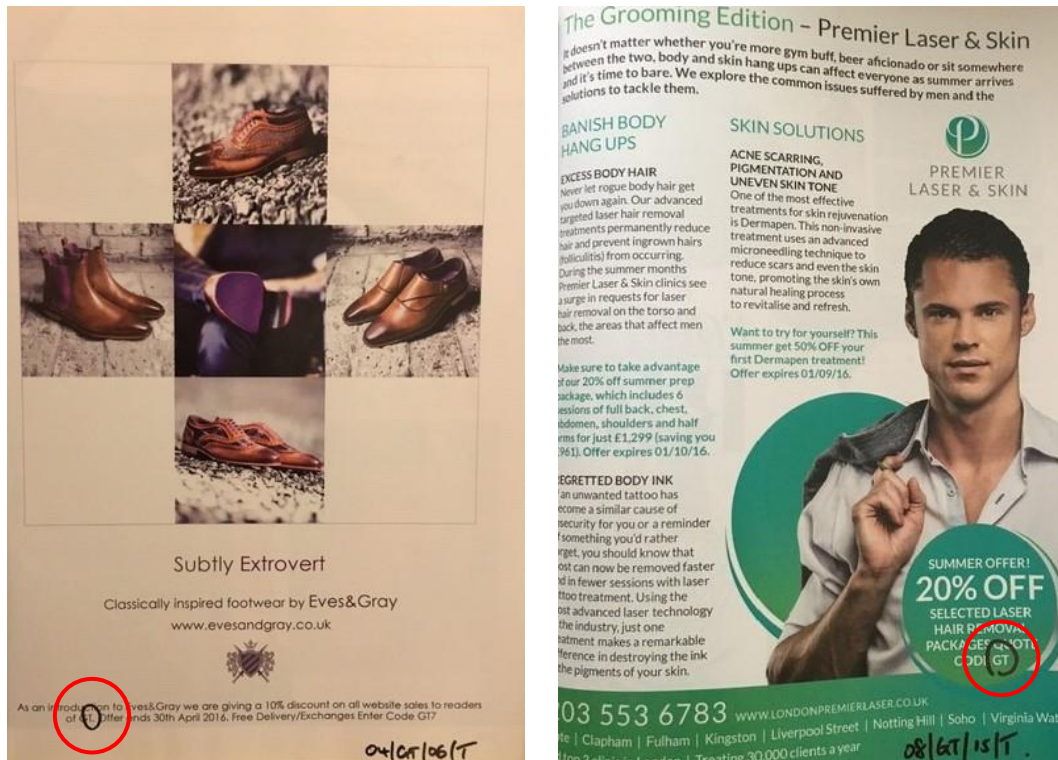 Subtly Extrovert
Classically inspired footwear by Eves&Gray
www.evesandgray.co.uk
As an introduction to Eves&Gray we are giving a 10% discount on all website sales to readers
of GT. Offer ends 30th April 2016. Free Delivery/Exchanges Enter Code GT7
04/GT/06/T
The Grooming Edition – Premier Laser & Skin
It doesn't matter whether you're more gym buff, beer aficionado or sit somewhere
between the two, body and skin hang ups can affect everyone as summer arrives
and it's time to bare. We explore the common issues suffered by men and the
solutions to tackle them.
BANISH BODY
HANG UPS
EXCESS BODY HAIR
Never let rogue body hair get
you down again. Our advanced
targeted laser hair removal
treatments permanently reduce
hair and prevent ingrown hairs
(folliculitis) from occurring.
During the summer months
Premier Laser & Skin clinics see
a surge in requests for laser
hair removal on the torso and
back, the areas that affect men
the most.
Make sure to take advantage
of our 20% off summer prep
package, which includes 6
sessions of full back, chest,
abdomen, shoulders and half
arms for just £1,299 (saving you
£961). Offer expires 01/10/16.
REGRETTED BODY INK
an unwanted tattoo has
become a similar cause of
insecurity for you or a reminder
of something you'd rather
forget, you should know that
most can now be removed faster
and in fewer sessions with laser
tattoo treatment. Using the
most advanced laser technology
the industry, just one
treatment makes a remarkable
difference in destroying the ink
the pigments of your skin.
SKIN SOLUTIONS
ACNE SCARRING,
PIGMENTATION AND
UNEVEN SKIN TONE
One of the most effective
treatments for skin rejuvenation
is Dermapen. This non-invasive
treatment uses an advanced
microneedling technique to
reduce scars and even the skin
tone, promoting the skin's own
natural healing process
to revitalise and refresh.
Want to try for yourself? This
summer get 50% OFF your
first Dermapen treatment!
Offer expires 01/09/16.
PREMIER
LASER & SKIN
SUMMER OFFER!
20% OFF
SELECTED LASER
HAIR REMOVAL
PACKAGES QUOTE
CODE GT
03 553 6783 WWW.LONDONPREMIERLASER.CO.UK
| Clapham | Fulham | Kingston | Liverpool Street | Notting Hill | Soho | Virginia Wat
clinic in London | Treating 30,000 clients a year
08/GT/15/T.